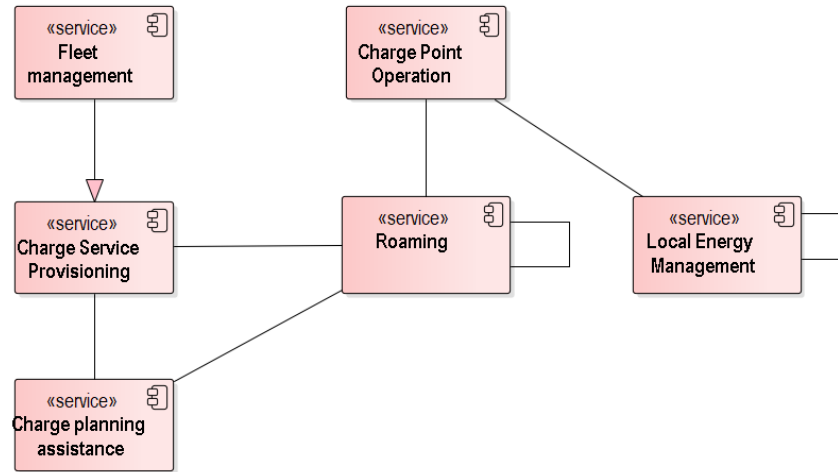 «service»
Fleet
management
«service»
Charge Point
Operation
«service»
Charge Service
Provisioning
«service»
Roaming
«service»
Local Energy
Management
«service»
Charge planning
assistance